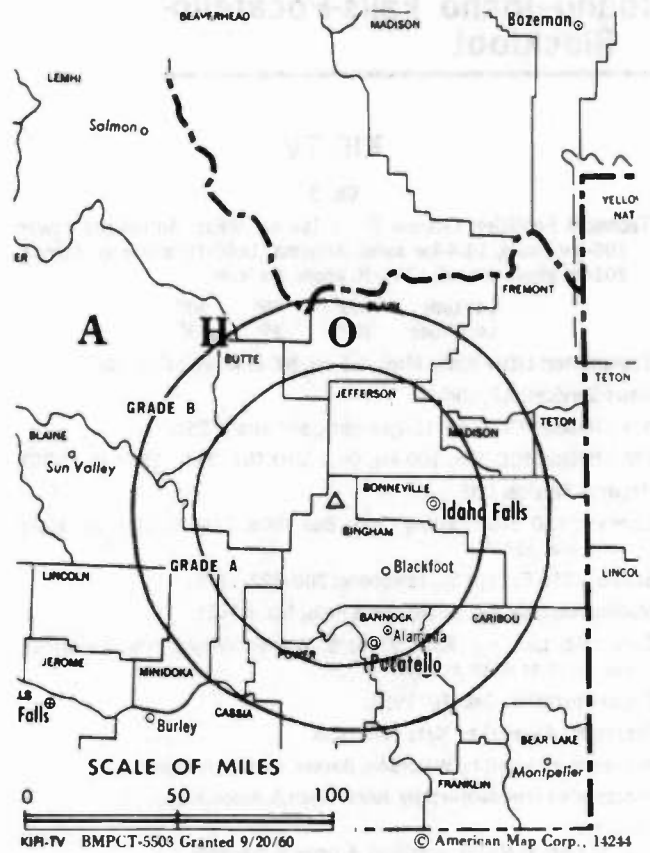 BEAVERHEAD
MADISON
Bozeman
LEMHI
Salmon
YELLO
NAT
FREMONT
CLARK
A H O
BUTTE
TETON
JEFFERSON
GRADE B
MADISON
TETON
BLAINE
Sun Valley
BONNEVILLE
Idaho Falls
BINGHAM
LINCOL
GRADE A
Blackfoot
LINCOLN
CARIBOU
BANNOCK
Alameda
POWER
Pocatello
JEROME
MINIDOKA
LS
Falls
Burley
CASSIA
BEAR LAKE
Montpelier
FRANKLIN
SCALE OF MILES
0 50 100
KIFI-TV BMPCT-5503 Granted 9/20/60
© American Map Corp., 14244